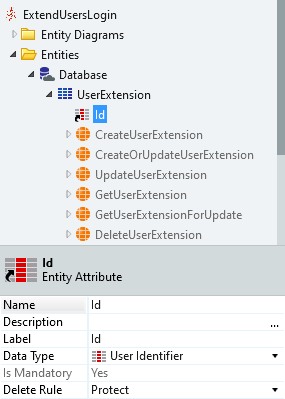 ExtendUsersLogin
Entity Diagrams
Entities
Database
UserExtension
Id
CreateUserExtension
CreateOrUpdateUserExtension
UpdateUserExtension
GetUserExtension
GetUserExtensionForUpdate
DeleteUserExtension
Id
Entity Attribute
Name Id
Description ...
Label Id
Data Type User Identifier
Is Mandatory Yes
Delete Rule Protect